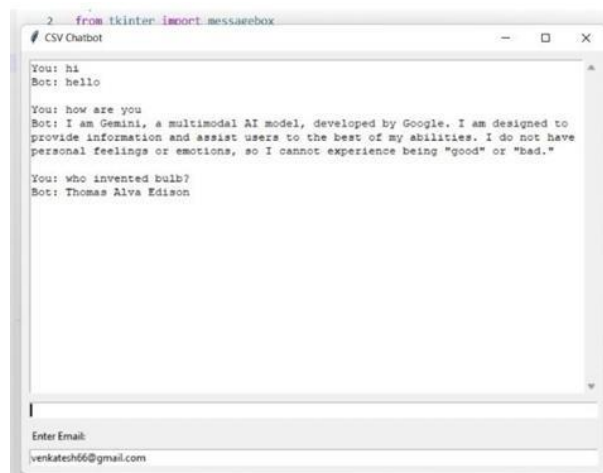 2 from tkinter import messagebox
CSV Chatbot
You: hi
Bot: hello
You: how are you
Bot: I am Gemini, a multimodal AI model, developed by Google. I am designed to
provide information and assist users to the best of my abilities. I do not have
personal feelings or emotions, so I cannot experience being "good" or "bad."
You: who invented bulb?
Bot: Thomas Alva Edison
Enter Email:
venkatesh66@gmail.com